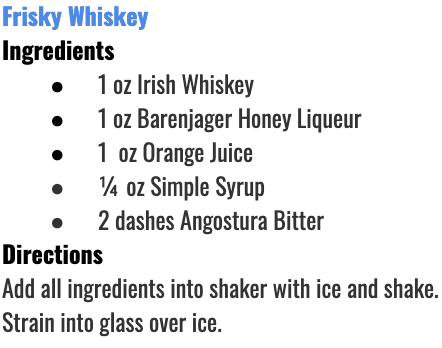 Frisky Whiskey
Ingredients
● 1 oz Irish Whiskey
● 1 oz Barenjager Honey Liqueur
● 1 oz Orange Juice
● ¼ oz Simple Syrup
● 2 dashes Angostura Bitter
Directions
Add all ingredients into shaker with ice and shake.
Strain into glass over ice.